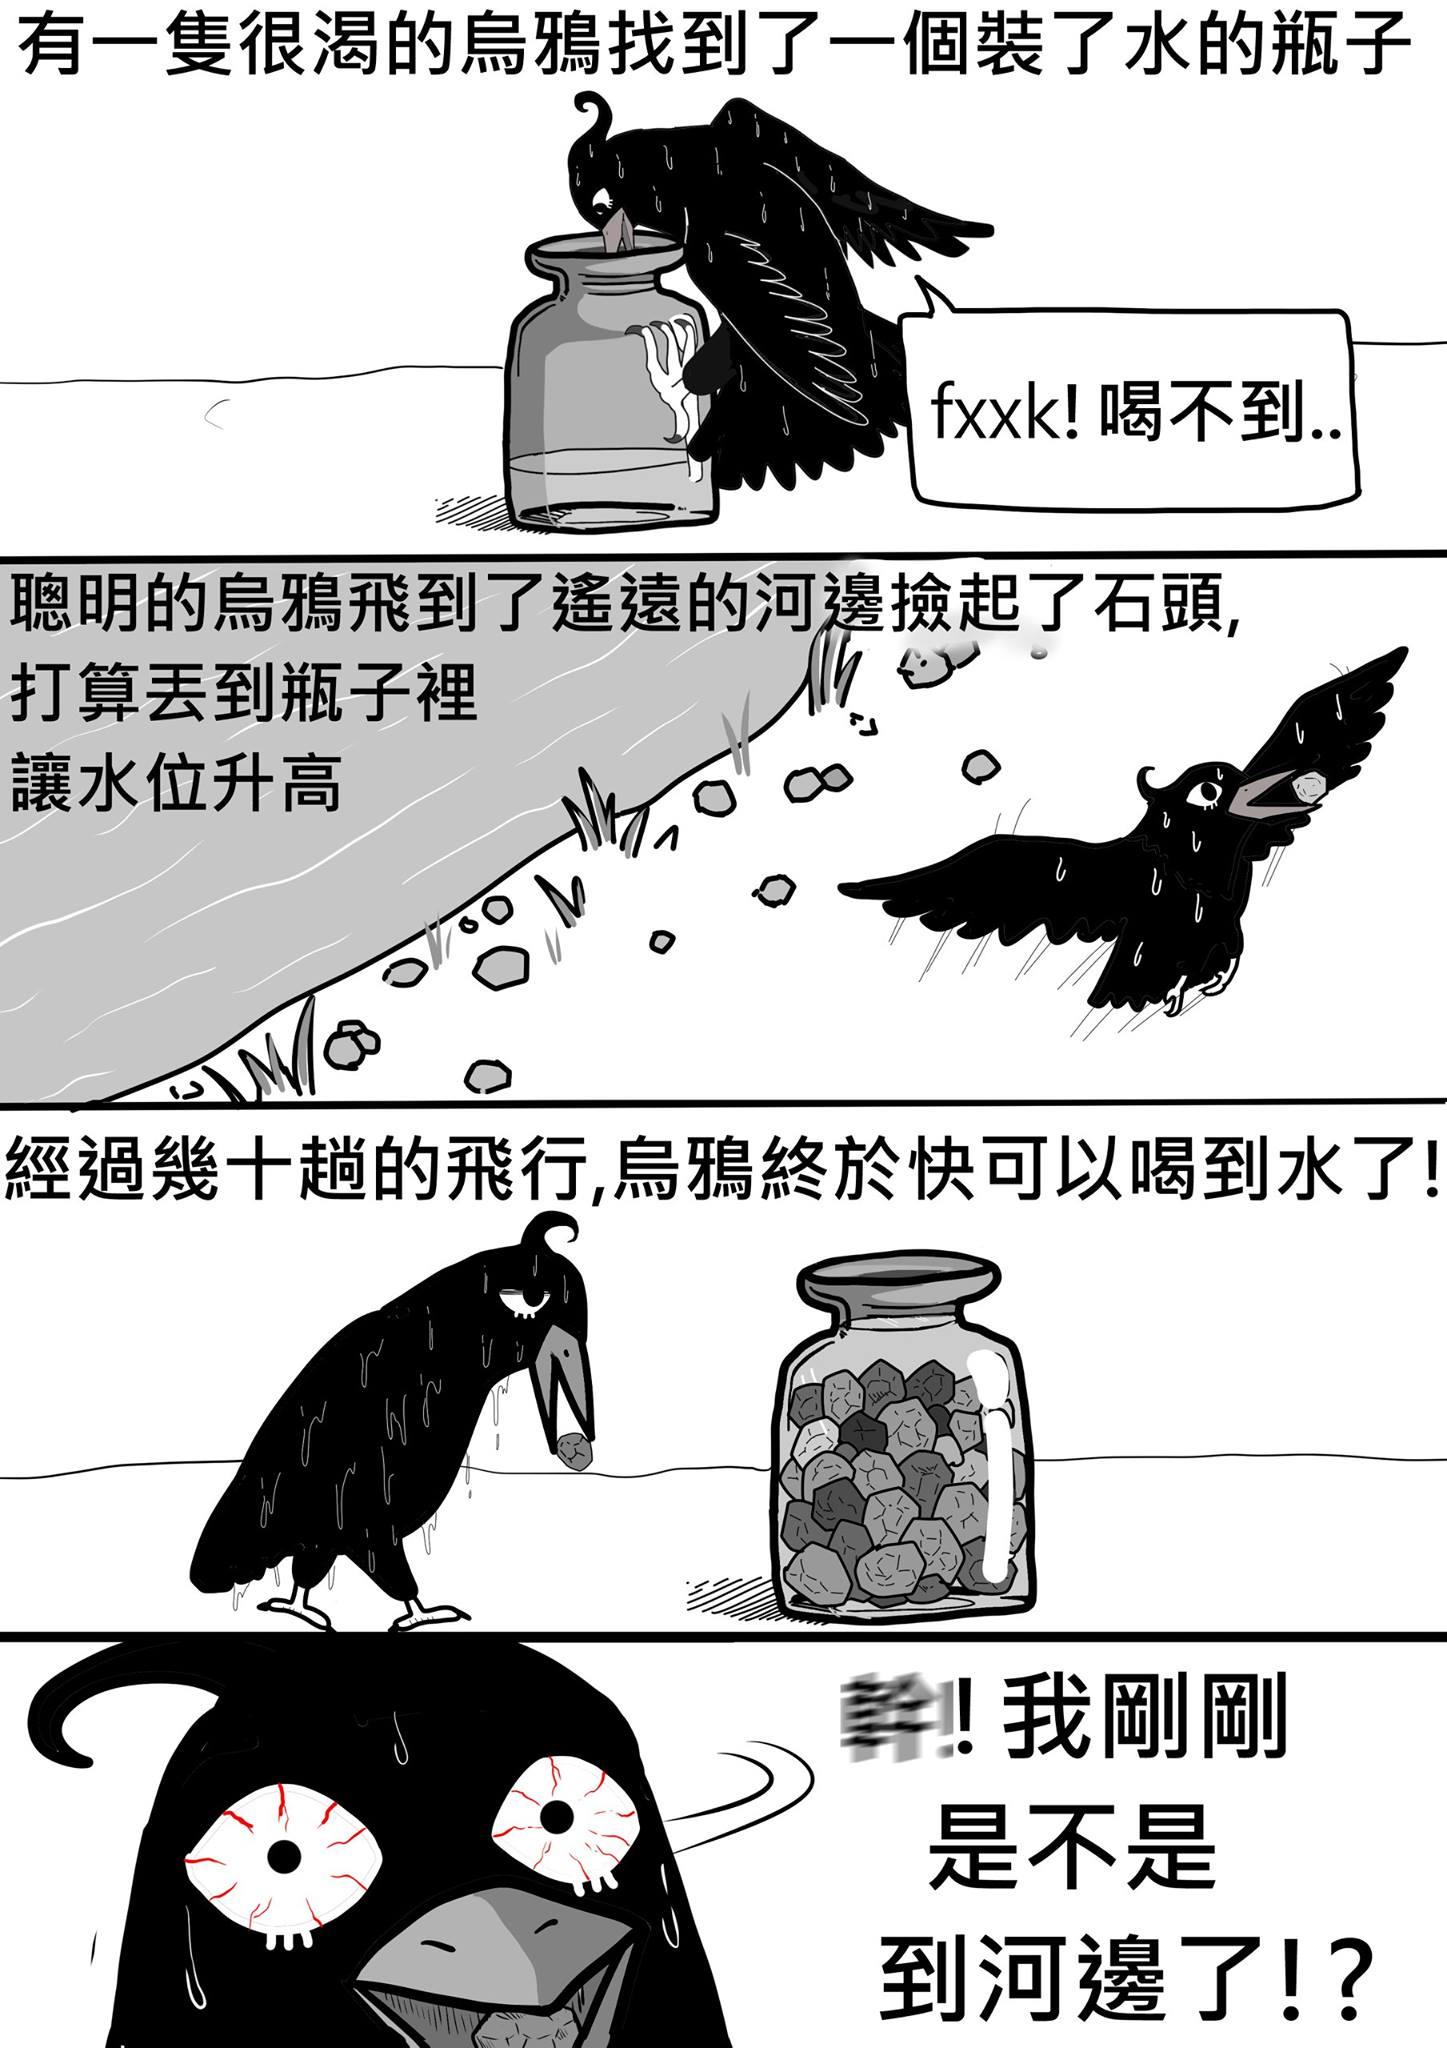 有一隻很渴的烏鴉找到了一個裝了水的瓶子
fxxk! 喝不到..
聰明的烏鴉飛到了遙遠的河邊撿起了石頭,
打算丟到瓶子裡
讓水位升高
經過幾十趟的飛行,烏鴉終於快可以喝到水了!
幹! 我剛剛
是不是
到河邊了!?